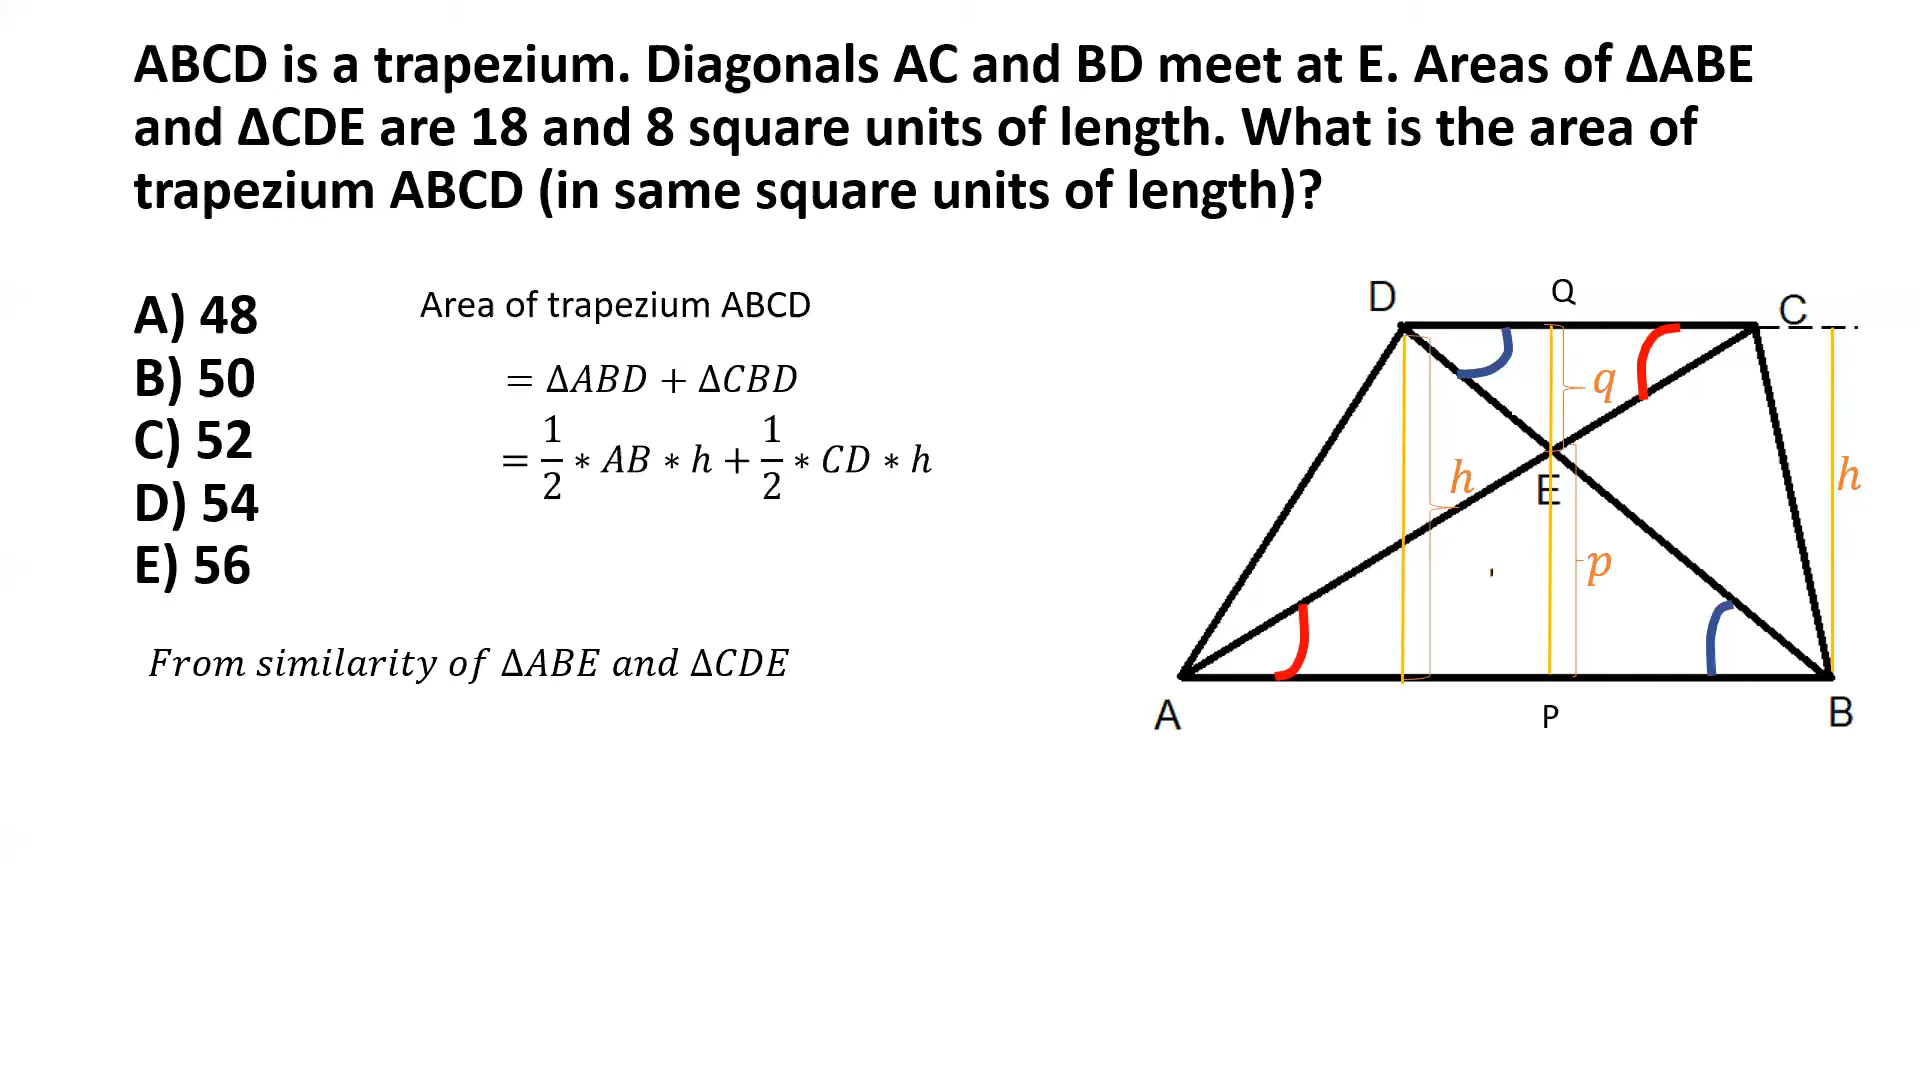 ABCD is a trapezium. Diagonals AC and BD meet at E. Areas of ΔABE
and ΔCDE are 18 and 8 square units of length. What is the area of
trapezium ABCD (in same square units of length)?
A) 48
B) 50
C) 52
D) 54
E) 56
Area of trapezium ABCD
= ΔABD + ΔCBD
= 1/2 * AB * h + 1/2 * CD * h
From similarity of ΔABE and ΔCDE
D
Q
C
q
h
E
h
p
A
P
B